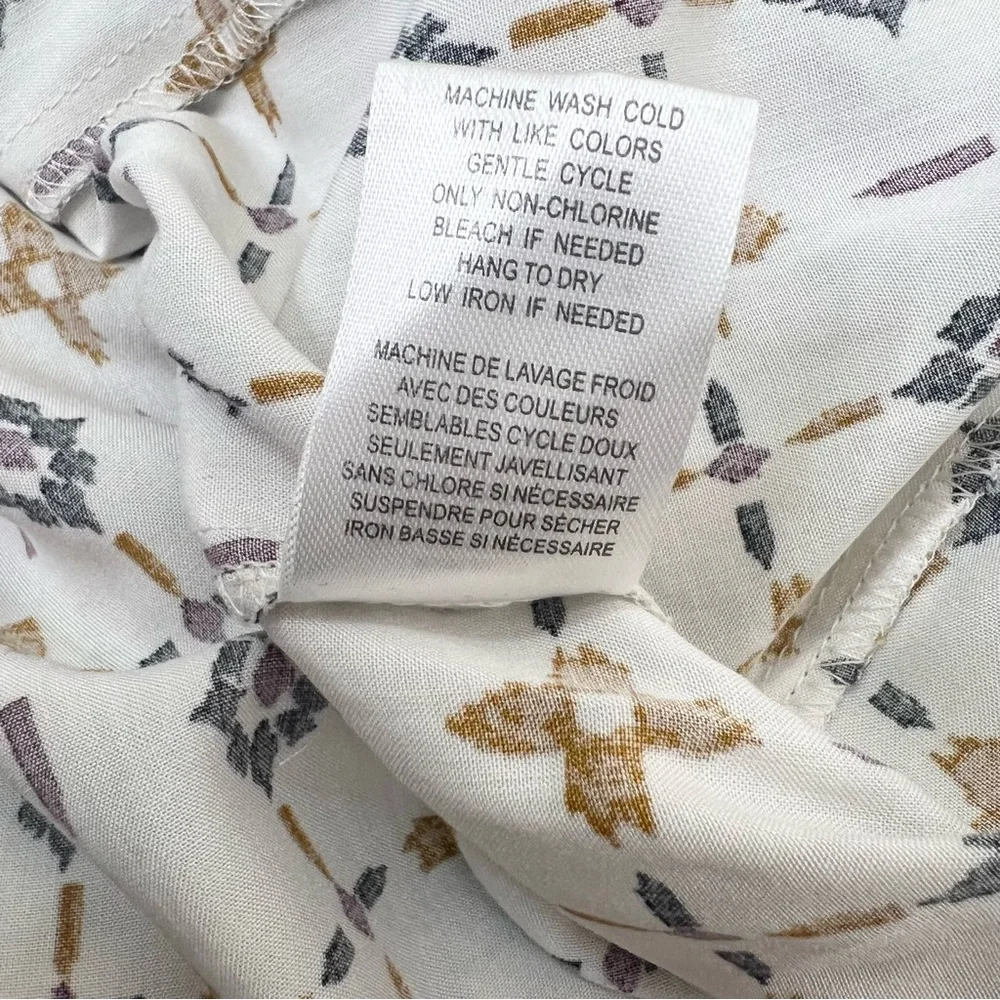 MACHINE WASH COLD
WITH LIKE COLORS
GENTLE CYCLE
ONLY NON-CHLORINE
BLEACH IF NEEDED
HANG TO DRY
LOW IRON IF NEEDED
MACHINE DE LAVAGE FROID
AVEC DES COULEURS
SEMBLABLES CYCLE DOUX
SEULEMENT JAVELLISANT
SANS CHLORE SI NÉCESSAIRE
SUSPENDRE POUR SÉCHER
IRON BASSE SI NÉCESSAIRE